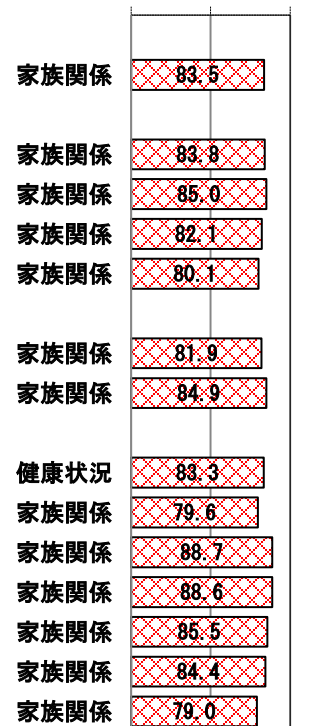 家族関係 83.5
家族関係 83.8
家族関係 85.0
家族関係 82.1
家族関係 80.1
家族関係 81.9
家族関係 84.9
健康状況 83.3
家族関係 79.6
家族関係 88.7
家族関係 88.6
家族関係 85.5
家族関係 84.4
家族関係 79.0